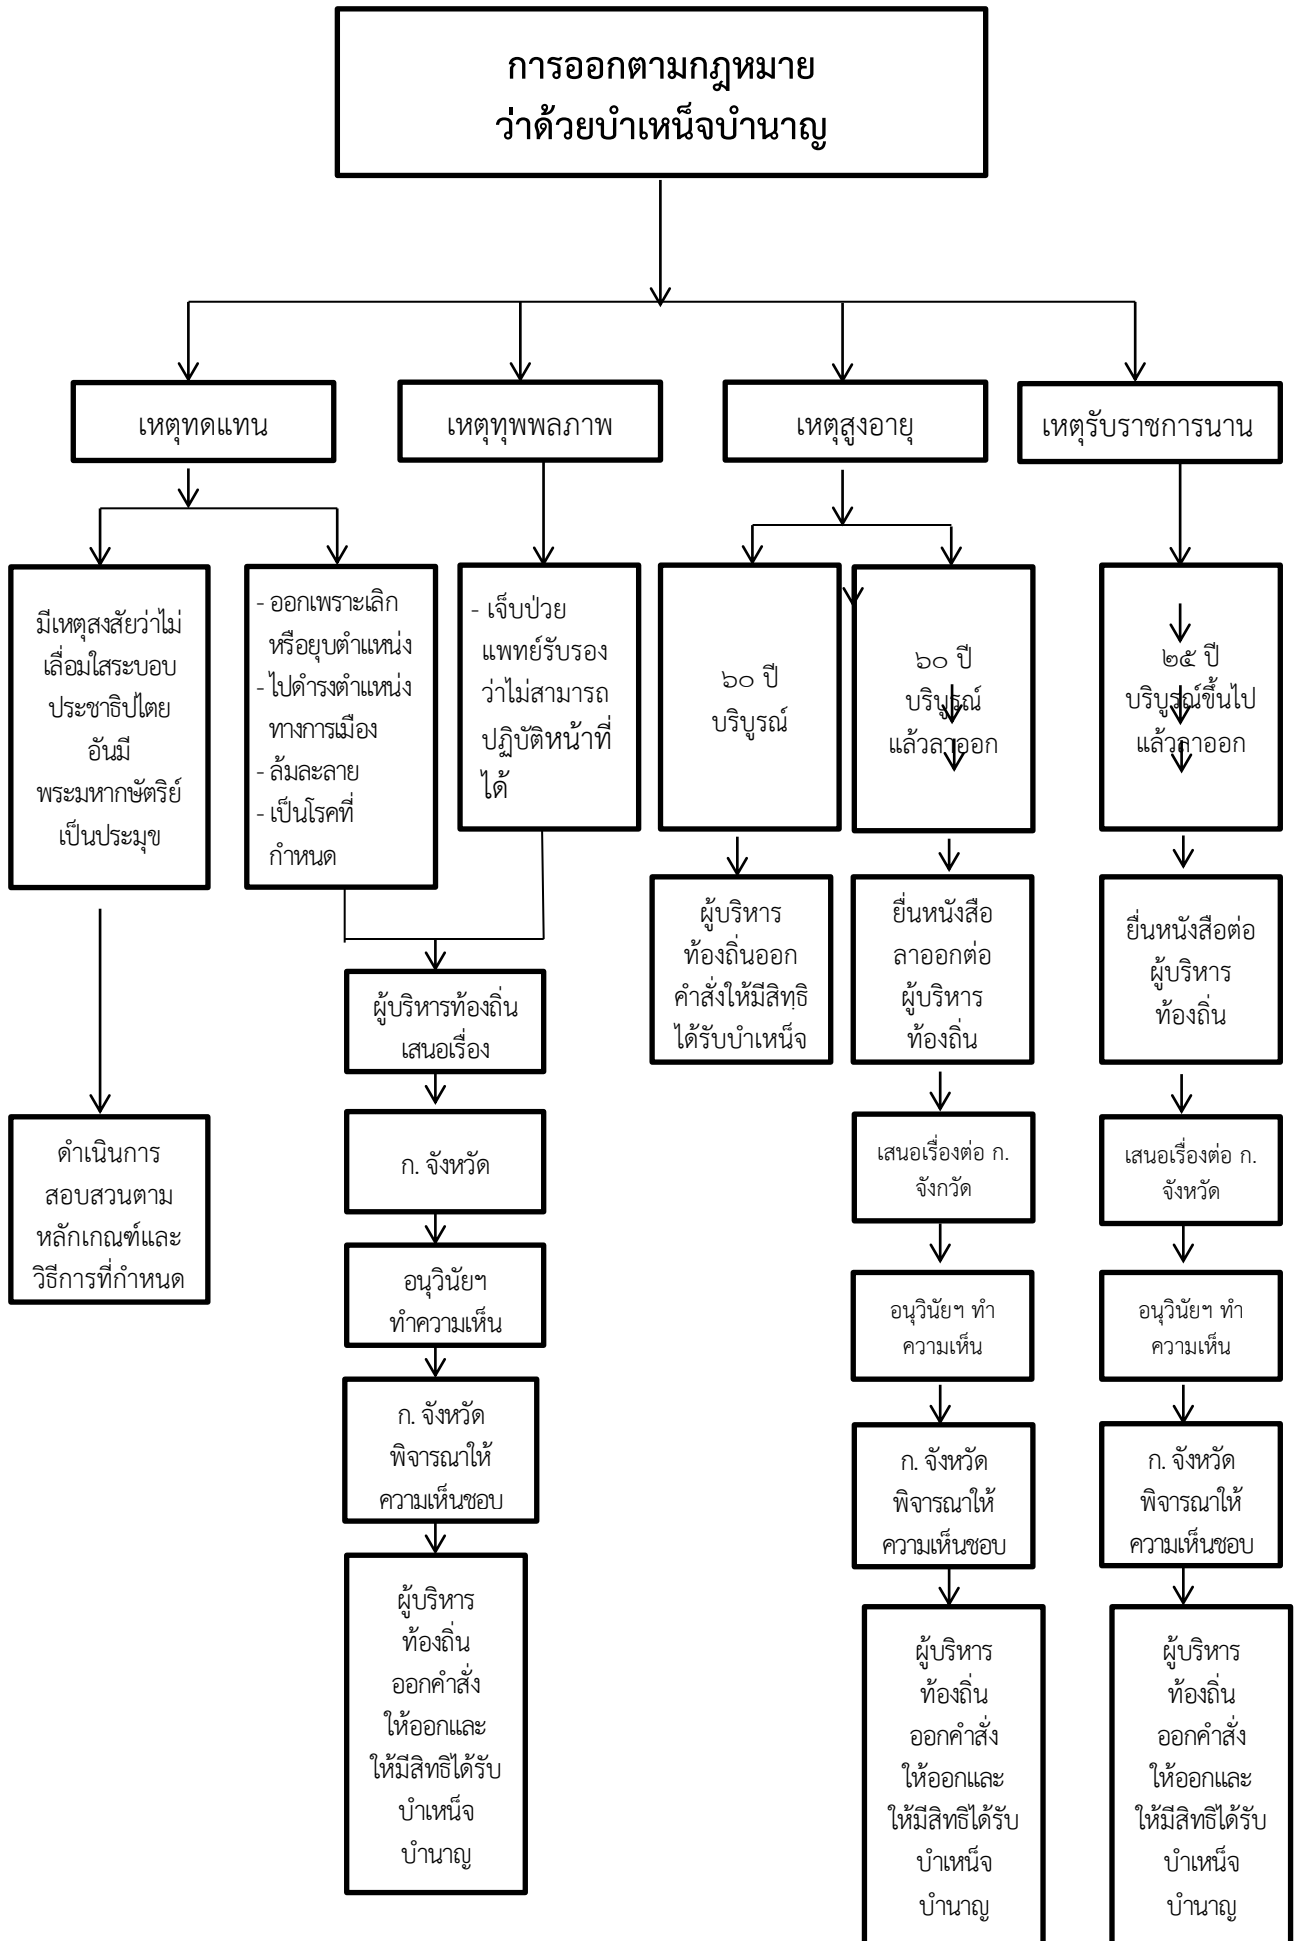 การออกตามกฎหมาย
ว่าด้วยบำเหน็จบำนาญ
เหตุทดแทน
เหตุทุพพลภาพ
เหตุสูงอายุ
เหตุรับราชการนาน
มีเหตุสงสัยว่าไม่
เลื่อมใสระบอบ
ประชาธิปไตย
อันมี
พระมหากษัตริย์
เป็นประมุข
- ออกเพราะเลิก
หรือยุบตำแหน่ง
- ไปดำรงตำแหน่ง
ทางการเมือง
- ล้มละลาย
- เป็นโรคที่
กำหนด
- เจ็บป่วย
แพทย์รับรอง
ว่าไม่สามารถ
ปฏิบัติหน้าที่
ได้
๖๐ ปี
บริบูรณ์
๖๐ ปี
บริบูรณ์
แล้วลาออก
๒๕ ปี
บริบูรณ์ขึ้นไป
แล้วลาออก
ผู้บริหาร
ท้องถิ่นออก
คำสั่งให้มีสิทธิ
ได้รับบำเหน็จ
ยื่นหนังสือ
ลาออกต่อ
ผู้บริหาร
ท้องถิ่น
ยื่นหนังสือต่อ
ผู้บริหาร
ท้องถิ่น
ผู้บริหารท้องถิ่น
เสนอเรื่อง
ดำเนินการ
สอบสวนตาม
หลักเกณฑ์และ
วิธีการที่กำหนด
ก. จังหวัด
เสนอเรื่องต่อ ก.
จังกวัด
เสนอเรื่องต่อ ก.
จังหวัด
อนุวินัยฯ
ทำความเห็น
อนุวินัยฯ ทำ
ความเห็น
อนุวินัยฯ ทำ
ความเห็น
ก. จังหวัด
พิจารณาให้
ความเห็นชอบ
ก. จังหวัด
พิจารณาให้
ความเห็นชอบ
ก. จังหวัด
พิจารณาให้
ความเห็นชอบ
ผู้บริหาร
ท้องถิ่น
ออกคำสั่ง
ให้ออกและ
ให้มีสิทธิได้รับ
บำเหน็จ
บำนาญ
ผู้บริหาร
ท้องถิ่น
ออกคำสั่ง
ให้ออกและ
ให้มีสิทธิได้รับ
บำเหน็จ
บำนาญ
ผู้บริหาร
ท้องถิ่น
ออกคำสั่ง
ให้ออกและ
ให้มีสิทธิได้รับ
บำเหน็จ
บำนาญ